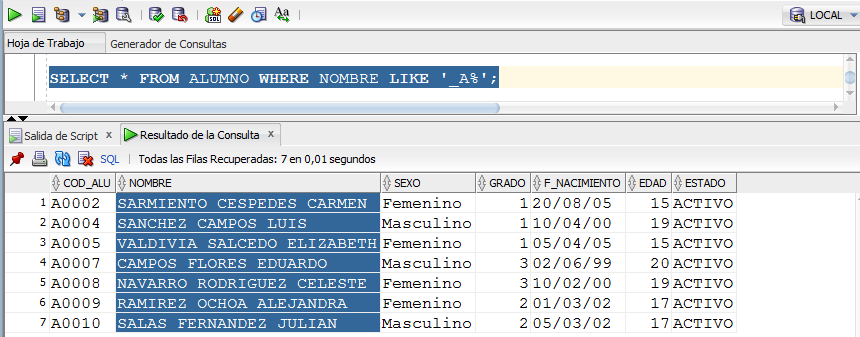 SQL Aa LOCAL
Hoja de Trabajo Generador de Consultas
SELECT * FROM ALUMNO WHERE NOMBRE LIKE '_A%';
Salida de Script x Resultado de la Consulta x
SQL | Todas las Filas Recuperadas: 7 en 0,01 segundos
COD_ALU NOMBRE SEXO GRADO F_NACIMIENTO EDAD ESTADO
1 A0002 SARMIENTO CESPEDES CARMEN Femenino 1 20/08/05 15 ACTIVO
2 A0004 SANCHEZ CAMPOS LUIS Masculino 1 10/04/00 19 ACTIVO
3 A0005 VALDIVIA SALCEDO ELIZABETH Femenino 1 05/04/05 15 ACTIVO
4 A0007 CAMPOS FLORES EDUARDO Masculino 3 02/06/99 20 ACTIVO
5 A0008 NAVARRO RODRIGUEZ CELESTE Femenino 3 10/02/00 19 ACTIVO
6 A0009 RAMIREZ OCHOA ALEJANDRA Femenino 2 01/03/02 17 ACTIVO
7 A0010 SALAS FERNANDEZ JULIAN Masculino 2 05/03/02 17 ACTIVO